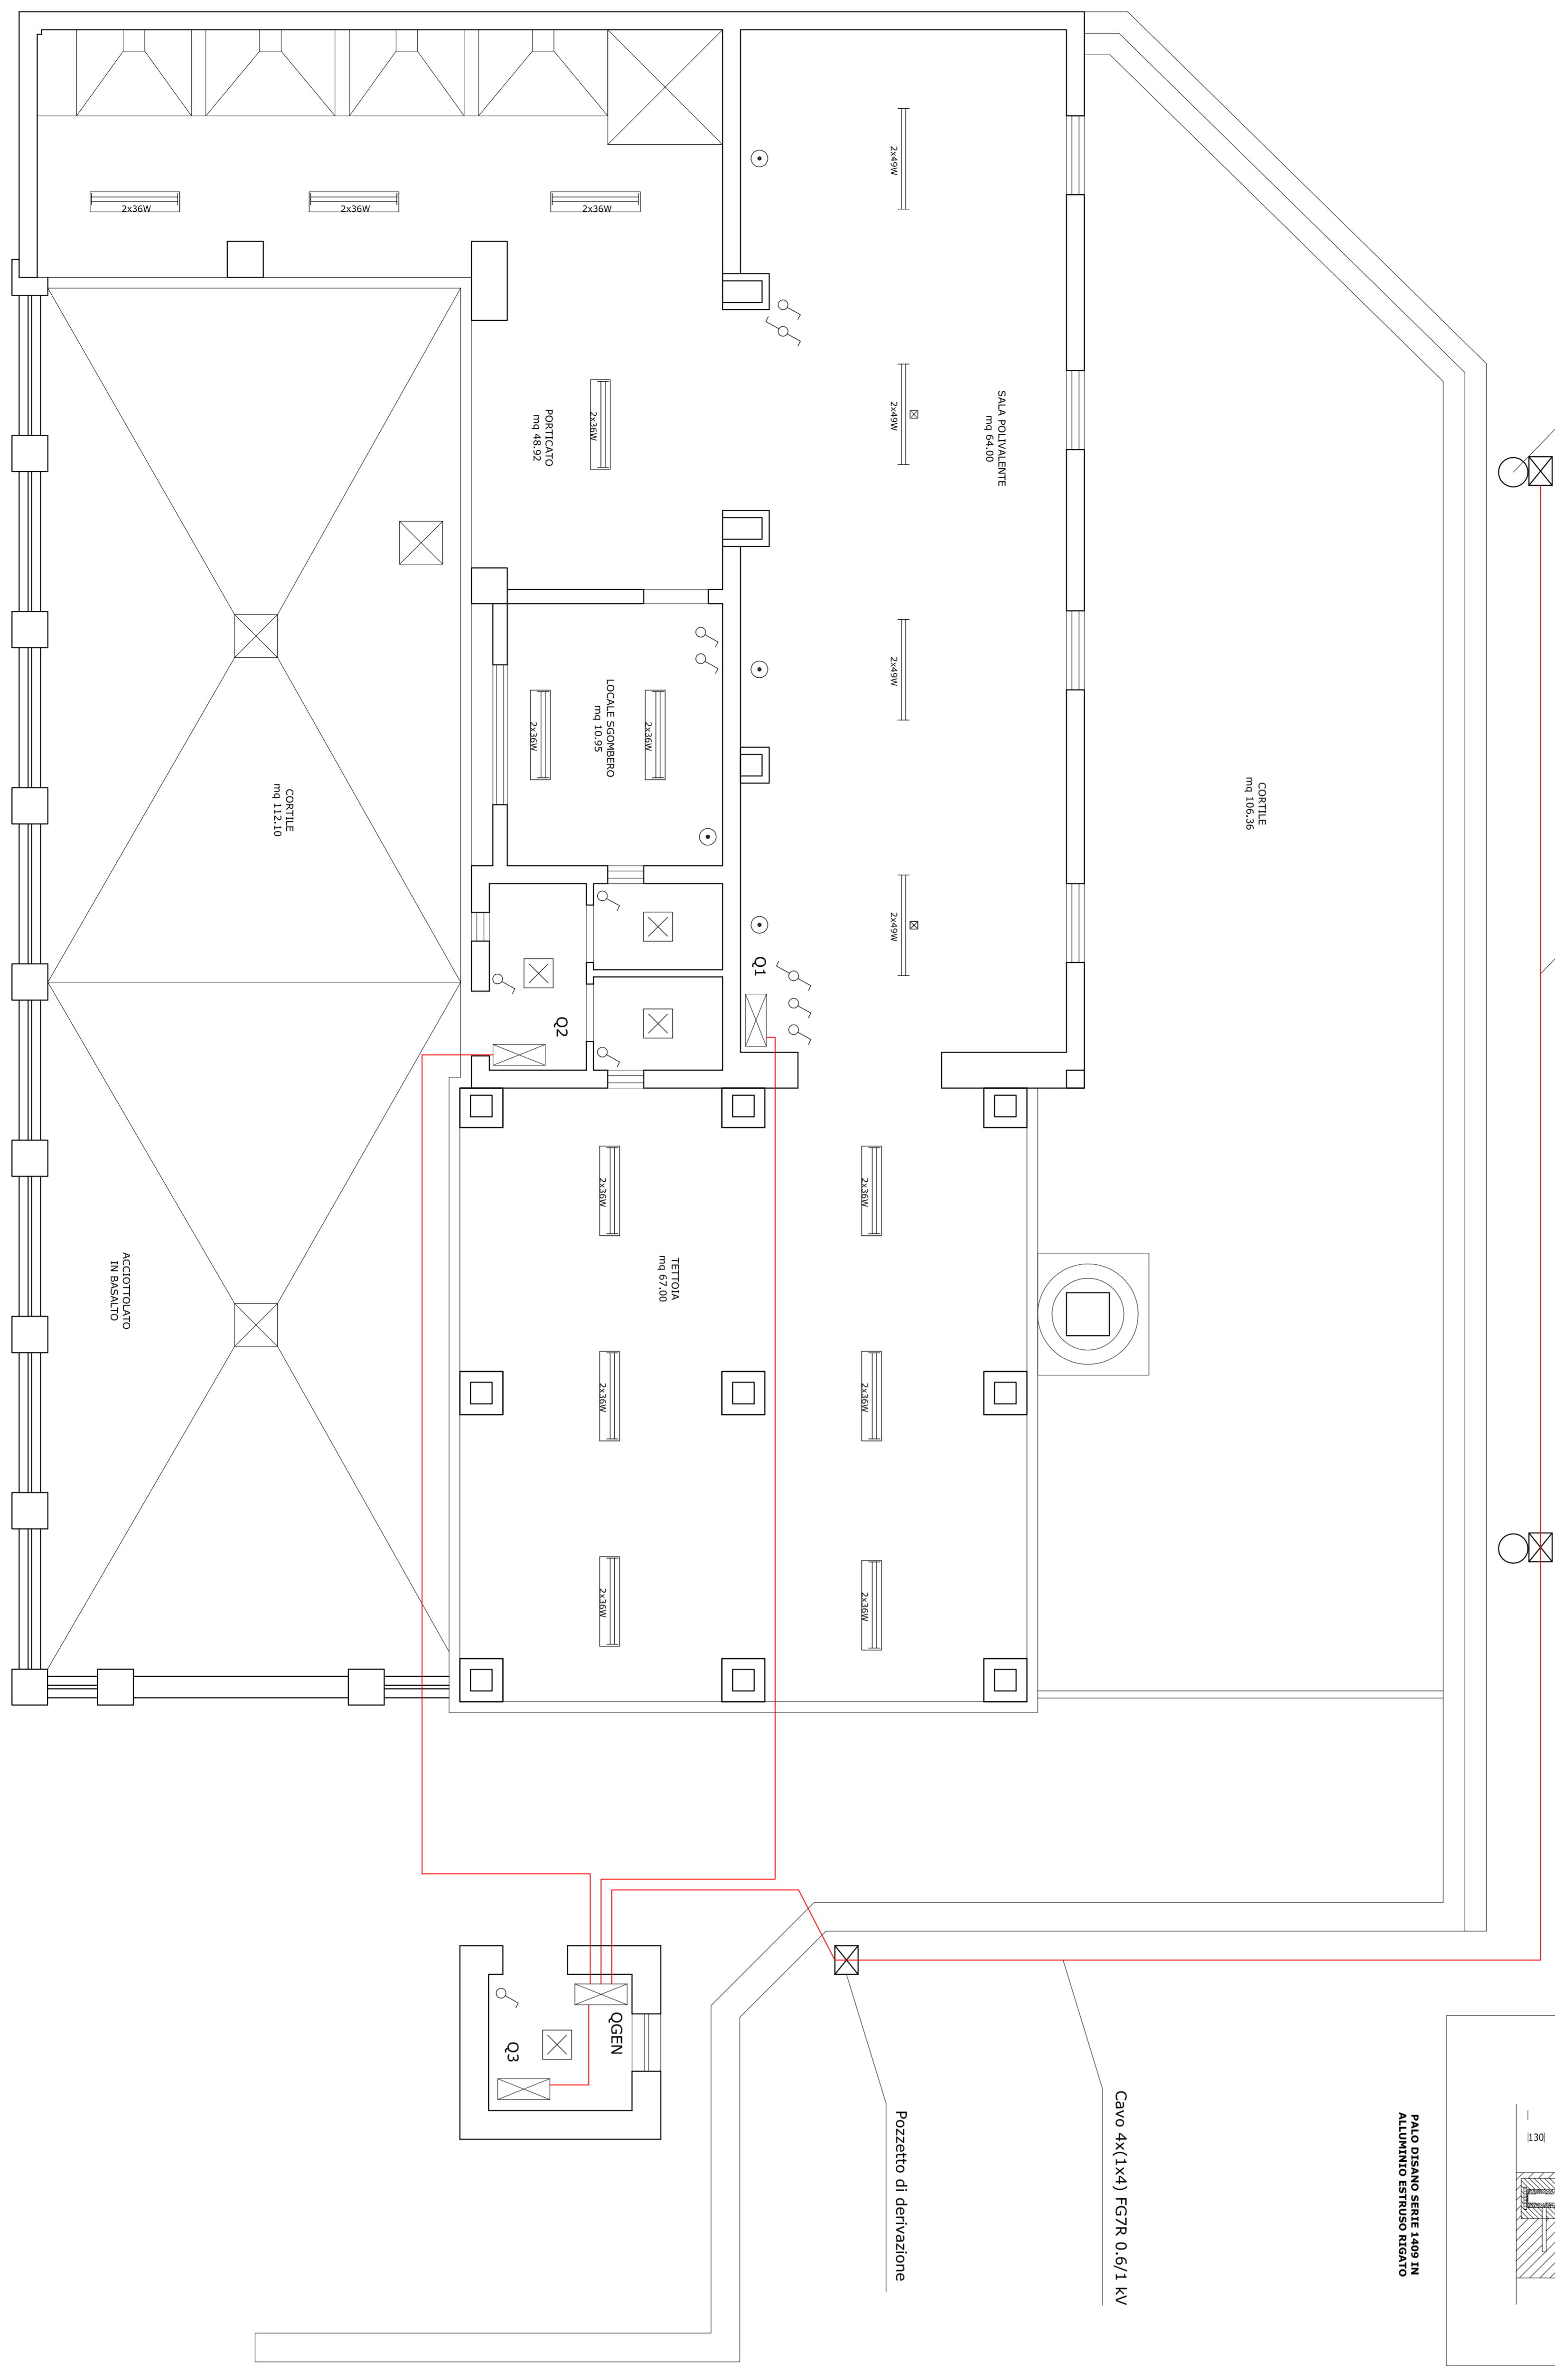 2x36W
2x36W
2x36W
2x49W
2x49W
2x49W
2x49W
SALA POLIVALENTE
mq 64.00
PORTICATO
mq 48.92
2x36W
LOCALE SGOMBERO
mq 10.95
2x36W
2x36W
CORTILE
mq 112.10
CORTILE
mq 106.36
Q1
Q2
ACCIOTTOLATO
IN BASALTO
TETTOIA
mq 67.00
2x36W
2x36W
2x36W
2x36W
2x36W
2x36W
QGEN
Q3
Pozzetto di derivazione
Cavo 4x(1x4) FG7R 0.6/1 kV
PALO DISANO SERIE 1409 IN
ALLUMINIO ESTRUSO RIGATO
130